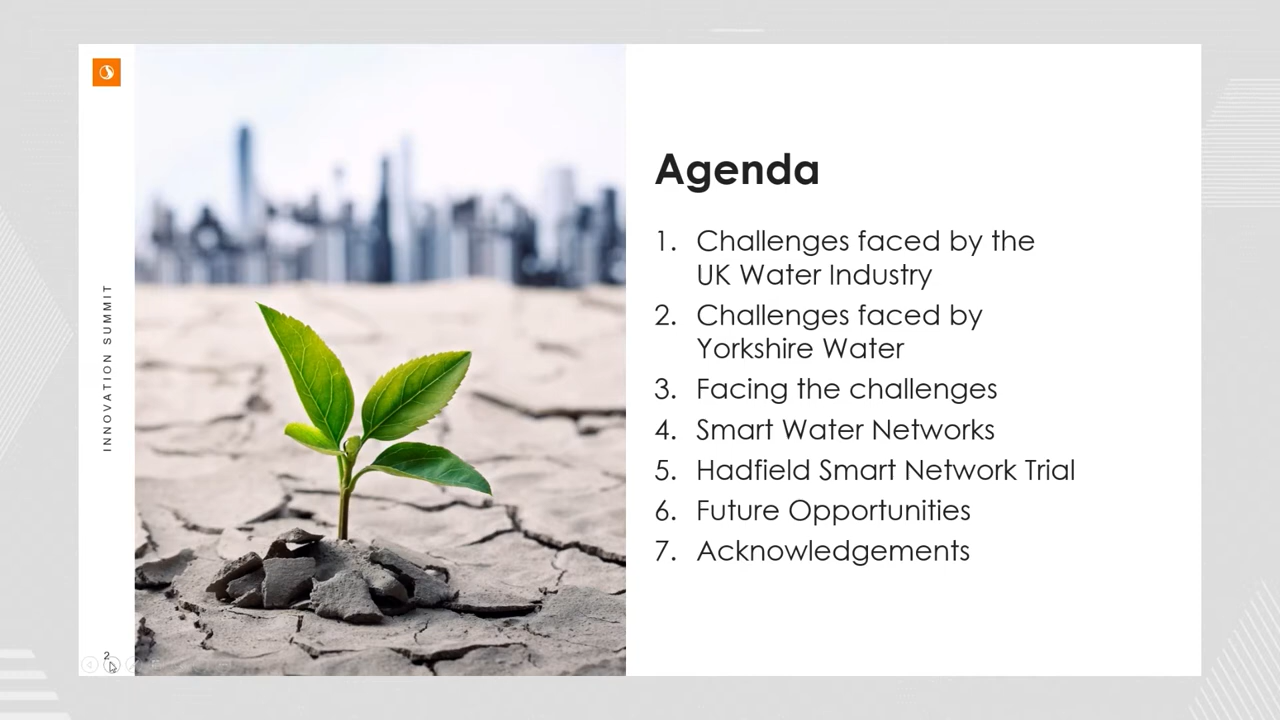 INNOVATION SUMMIT
Agenda
1. Challenges faced by the
UK Water Industry
2. Challenges faced by
Yorkshire Water
3. Facing the challenges
4. Smart Water Networks
5. Hadfield Smart Network Trial
6. Future Opportunities
7. Acknowledgements
2